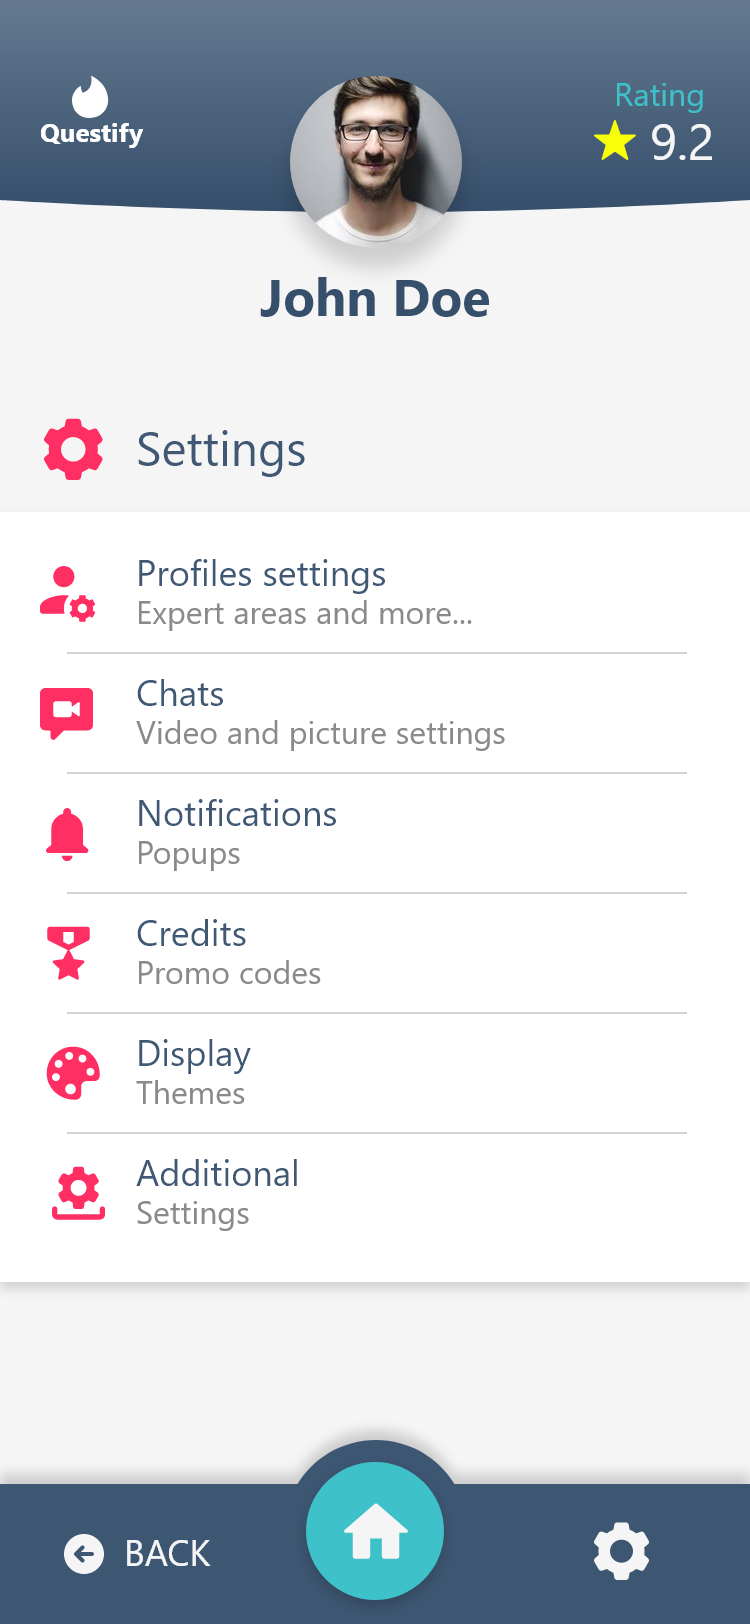 Questify
Rating
9.2
John Doe
Settings
Profiles settings
Expert areas and more...
Chats
Video and picture settings
Notifications
Popups
Credits
Promo codes
Display
Themes
Additional
Settings
BACK